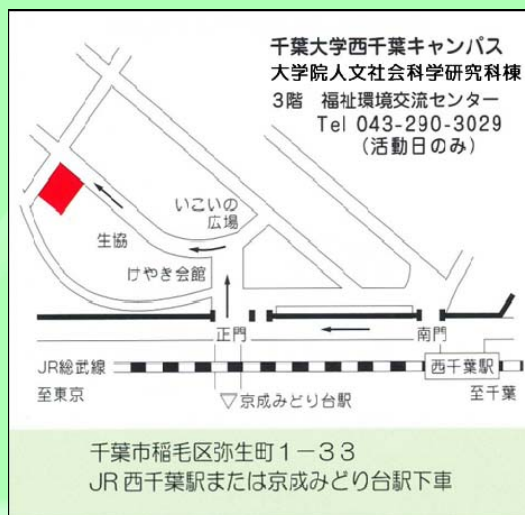 千葉大学西千葉キャンパス
大学院人文社会科学研究科棟
3階　福祉環境交流センター
Tel 043-290-3029
(活動日のみ)
いこいの
広場
生協
けやき会館
正門
南門
JR総武線
西千葉駅
至東京
▽京成みどり台駅
至千葉
千葉市稲毛区弥生町1－33
JR西千葉駅または京成みどり台駅下車